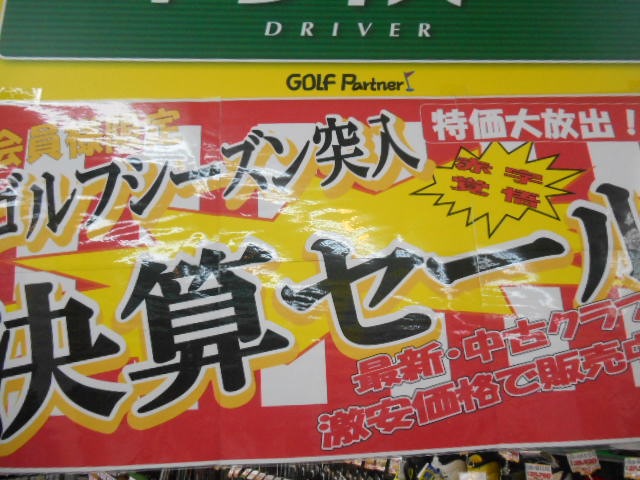 DRIVER
GOLF Partner
会員様限定
特価大放出!
ゴルフシーズン突入
赤字
覚悟
決算セール
最新・中古クラブ
激安価格で販売中